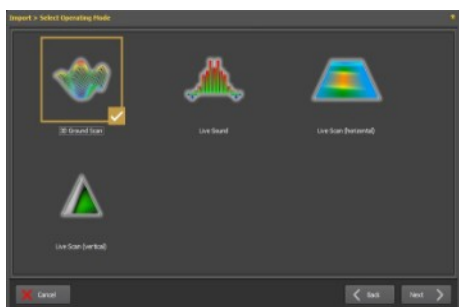 Import > Select Operating Mode
3D Ground Scan
Live Sound
Live Scan (horizontal)
Live Scan (vertical)
Cancel
Back
Next